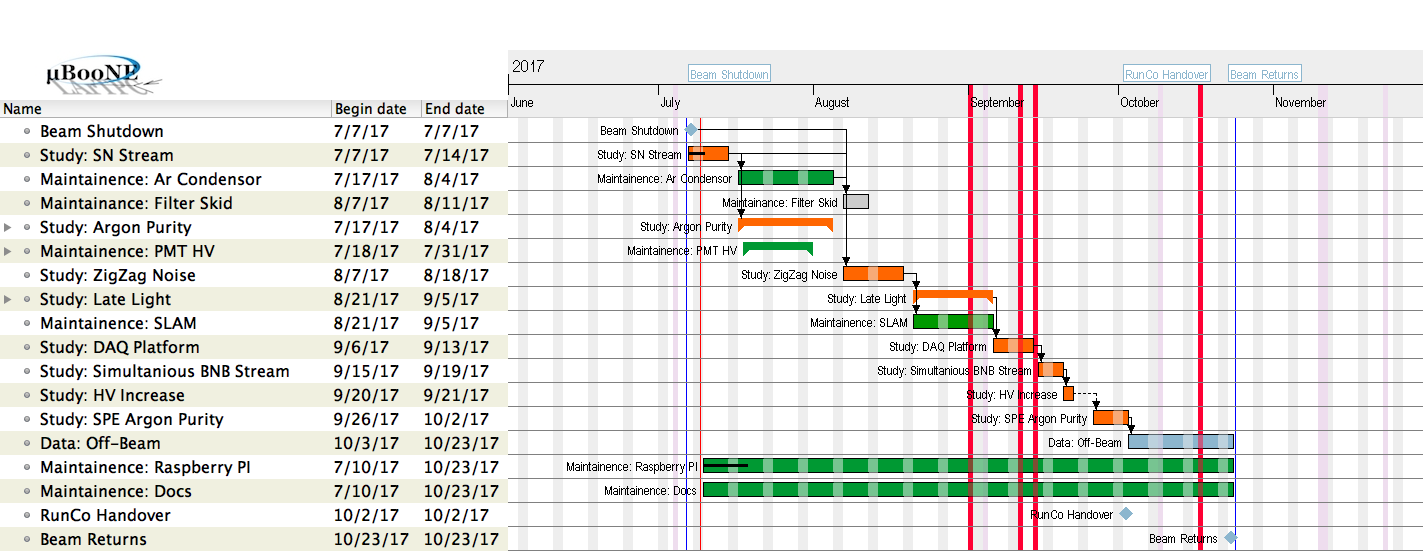 2017
Beam Shutdown RunCo Handover Beam Returns
µBooNE
June July August September October November
Name Begin date End date
Beam Shutdown 7/7/17 7/7/17 Beam Shutdown
Study: SN Stream 7/7/17 7/14/17 Study: SN Stream
Maintainence: Ar Condensor 7/17/17 8/4/17 Maintainence: Ar Condensor
Maintainance: Filter Skid 8/7/17 8/11/17 Maintainance: Filter Skid
Study: Argon Purity 7/17/17 8/4/17 Study: Argon Purity
Maintainence: PMT HV 7/18/17 7/31/17 Maintainence: PMT HV
Study: ZigZag Noise 8/7/17 8/18/17 Study: ZigZag Noise
Study: Late Light 8/21/17 9/5/17 Study: Late Light
Maintainence: SLAM 8/21/17 9/5/17 Maintainence: SLAM
Study: DAQ Platform 9/6/17 9/13/17 Study: DAQ Platform
Study: Simultanious BNB Stream 9/15/17 9/19/17 Study: Simultanious BNB Stream
Study: HV Increase 9/20/17 9/21/17 Study: HV Increase
Study: SPE Argon Purity 9/26/17 10/2/17 Study: SPE Argon Purity
Data: Off-Beam 10/3/17 10/23/17 Data: Off-Beam
Maintainence: Raspberry PI 7/10/17 10/23/17 Maintainence: Raspberry PI
Maintainence: Docs 7/10/17 10/23/17 Maintainence: Docs
RunCo Handover 10/2/17 10/2/17 RunCo Handover
Beam Returns 10/23/17 10/23/17 Beam Returns